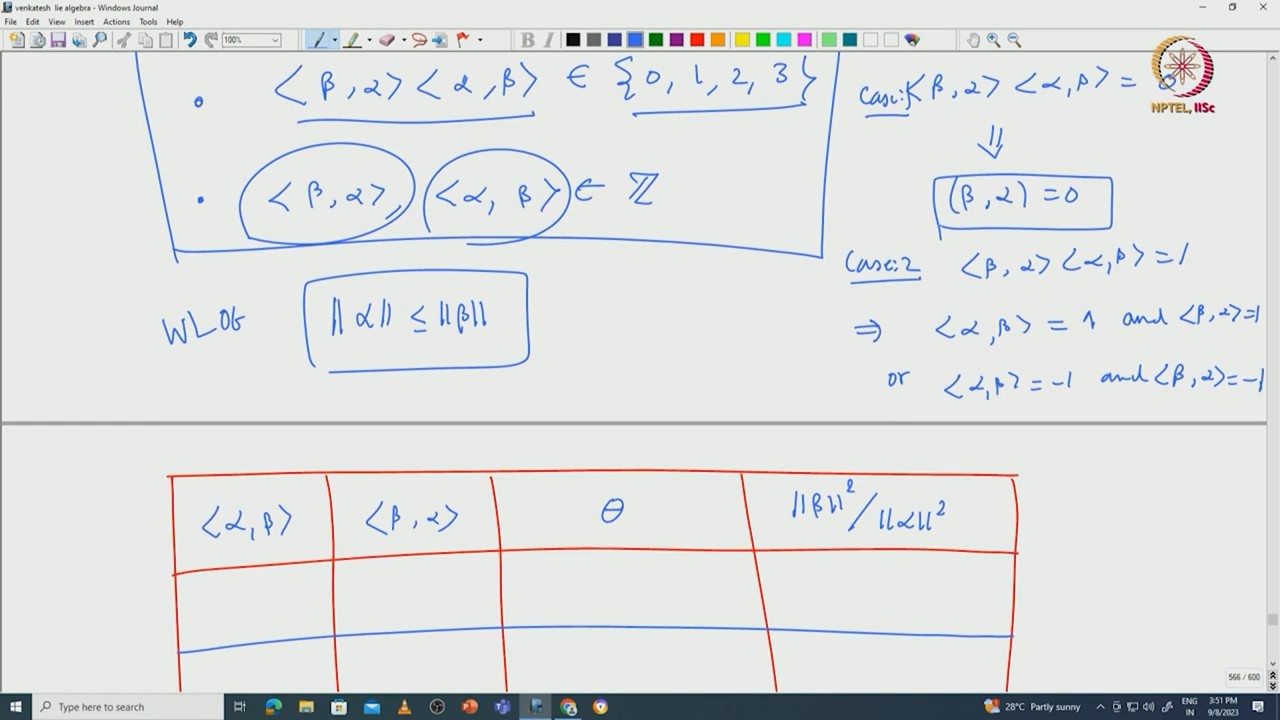 venkatesh lie algebra - Windows Journal
File Edit View Insert Actions Tools Help
100%
B I
NPTEL, IISc
• <β, α> <α, β> ∈ {0, 1, 2, 3}
• <β, α>, <α, β> ∈ ℤ
WLOG ||α|| ≤ ||β||
Case:1 <β, α> <α, β> = 0
⇓
(β, α) = 0
Case:2 <β, α> <α, β> = 1
⇒ <α, β> = 1 and <β, α> = 1
or <α, β> = -1 and <β, α> = -1
<α, β> <β, α> θ ||β||² / ||α||²
566 / 600
Type here to search
28°C Partly sunny
ENG
IN
3:51 PM
9/8/2023